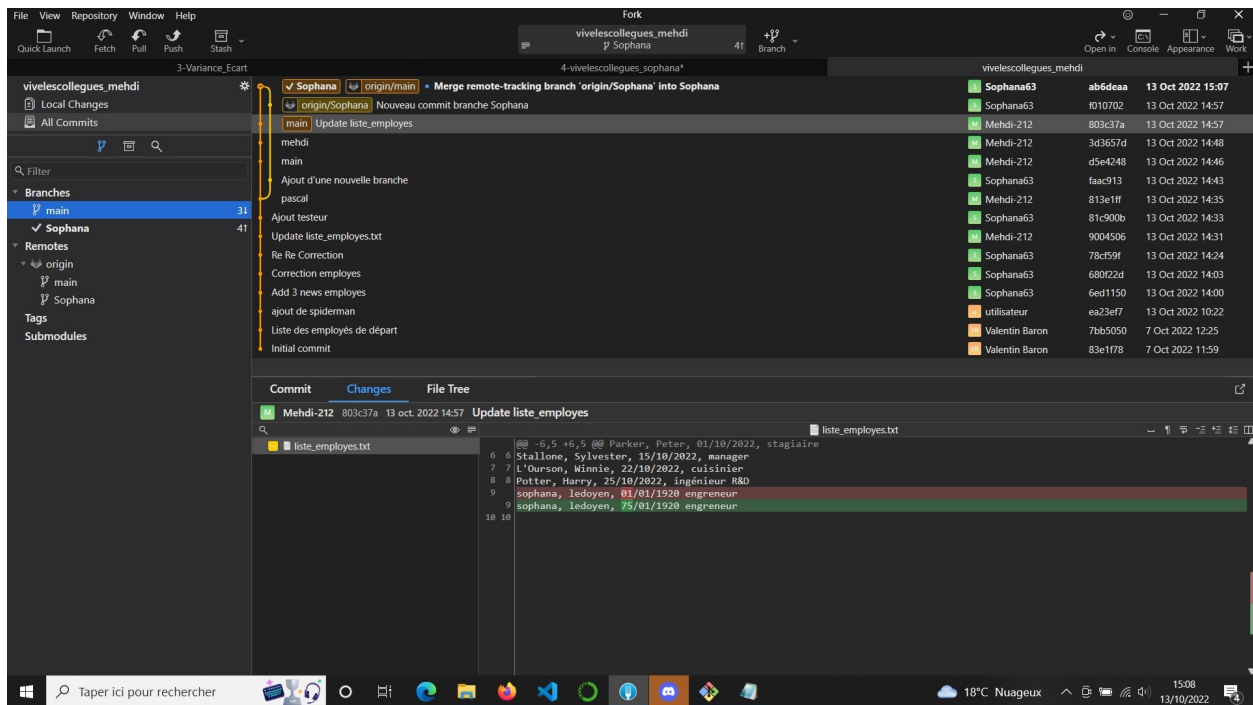 File View Repository Window Help Fork
Quick Launch Fetch Pull Push Stash vivelescollegues_mehdi Sophana 4↑ Branch Open in Console Appearance Work
3-Variance_Ecart 4-vivelescollegues_sophana* vivelescollegues_mehdi +
vivelescollegues_mehdi
Local Changes
All Commits
Filter
Branches
main 3↓
✓ Sophana 4↑
Remotes
origin
main
Sophana
Tags
Submodules
✓ Sophana origin/main • Merge remote-tracking branch 'origin/Sophana' into Sophana Sophana63 ab6deaa 13 Oct 2022 15:07
origin/Sophana Nouveau commit branche Sophana Sophana63 f010702 13 Oct 2022 14:57
main Update liste_employes Mehdi-212 803c37a 13 Oct 2022 14:57
mehdi Mehdi-212 3d3657d 13 Oct 2022 14:48
main Mehdi-212 d5e4248 13 Oct 2022 14:46
Ajout d'une nouvelle branche Sophana63 faac913 13 Oct 2022 14:43
pascal Mehdi-212 813e1ff 13 Oct 2022 14:35
Ajout testeur Sophana63 81c900b 13 Oct 2022 14:33
Update liste_employes.txt Mehdi-212 9004506 13 Oct 2022 14:31
Re Re Correction Sophana63 78cf59f 13 Oct 2022 14:24
Correction employes Sophana63 680f22d 13 Oct 2022 14:03
Add 3 news employes Sophana63 6ed1150 13 Oct 2022 14:00
ajout de spiderman utilisateur ea23ef7 13 Oct 2022 10:22
Liste des employés de départ Valentin Baron 7bb5050 7 Oct 2022 12:25
Initial commit Valentin Baron 83e1f78 7 Oct 2022 11:59
Commit Changes File Tree
M Mehdi-212 803c37a 13 oct. 2022 14:57 Update liste_employes
liste_employes.txt
liste_employes.txt
@@ -6,5 +6,5 @@ Parker, Peter, 01/10/2022, stagiaire
6 6 Stallone, Sylvester, 15/10/2022, manager
7 7 L'Ourson, Winnie, 22/10/2022, cuisinier
8 8 Potter, Harry, 25/10/2022, ingénieur R&D
9 sophana, ledoyen, 01/01/1920 engreneur
9 sophana, ledoyen, 75/01/1920 engreneur
10 10
Taper ici pour rechercher 18°C Nuageux 15:08
13/10/2022 4